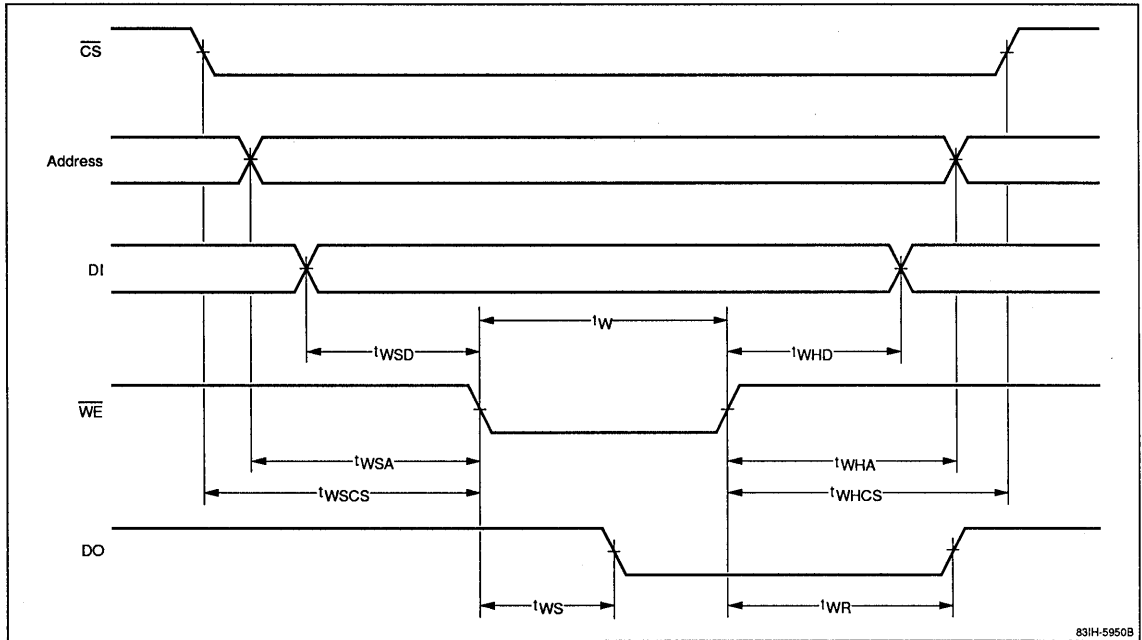 CS
Address
DI
tW
tWSD
tWHD
WE
tWSA
tWHA
tWSCS
tWHCS
DO
tWS
tWR
83IH-5950B